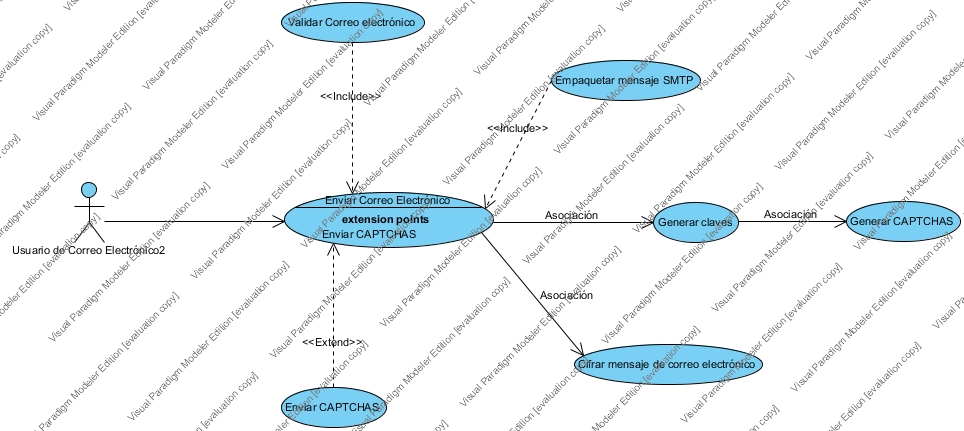 Validar Correo electrónico
Empaquetar mensaje SMTP
<<Include>>
<<Include>>
Enviar Correo Electrónico
extension points
Enviar CAPTCHAS
Asociación
Generar claves
Asociación
Generar CAPTCHAS
Usuario de Correo Electrónico2
Asociación
<<Extend>>
Cifrar mensaje de correo electrónico
Enviar CAPTCHAS
Visual Paradigm Modeler Edition [evaluation copy]